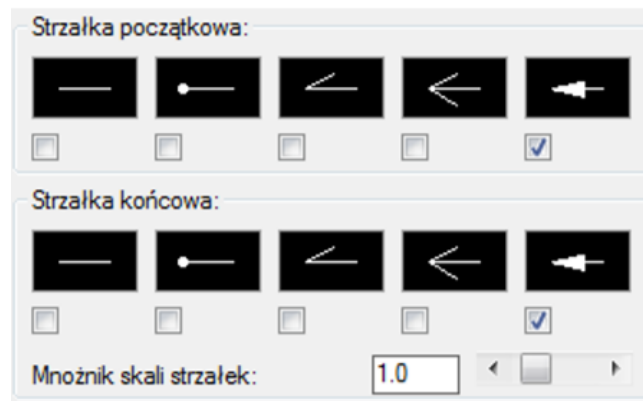 Strzałka początkowa:
Strzałka końcowa:
Mnożnik skali strzałek: 1.0